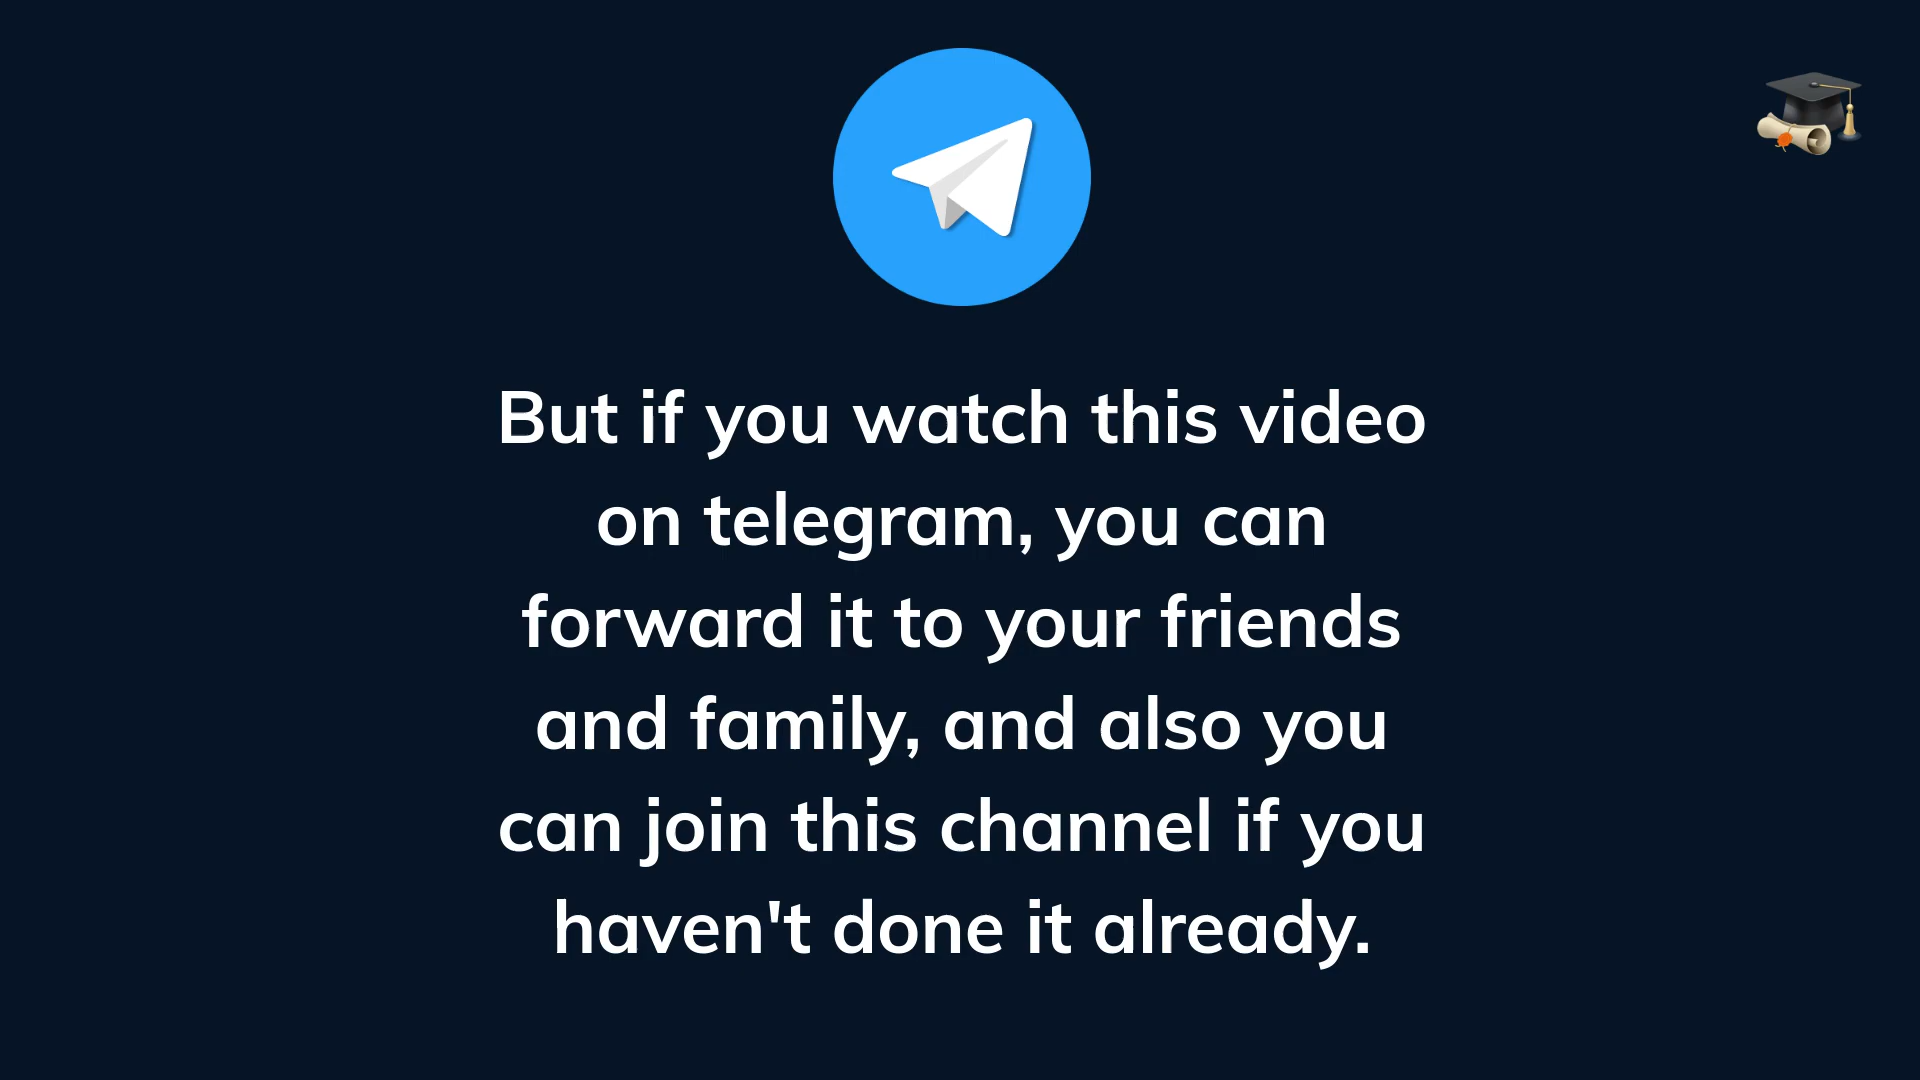 But if you watch this video
on telegram, you can
forward it to your friends
and family, and also you
can join this channel if you
haven't done it already.